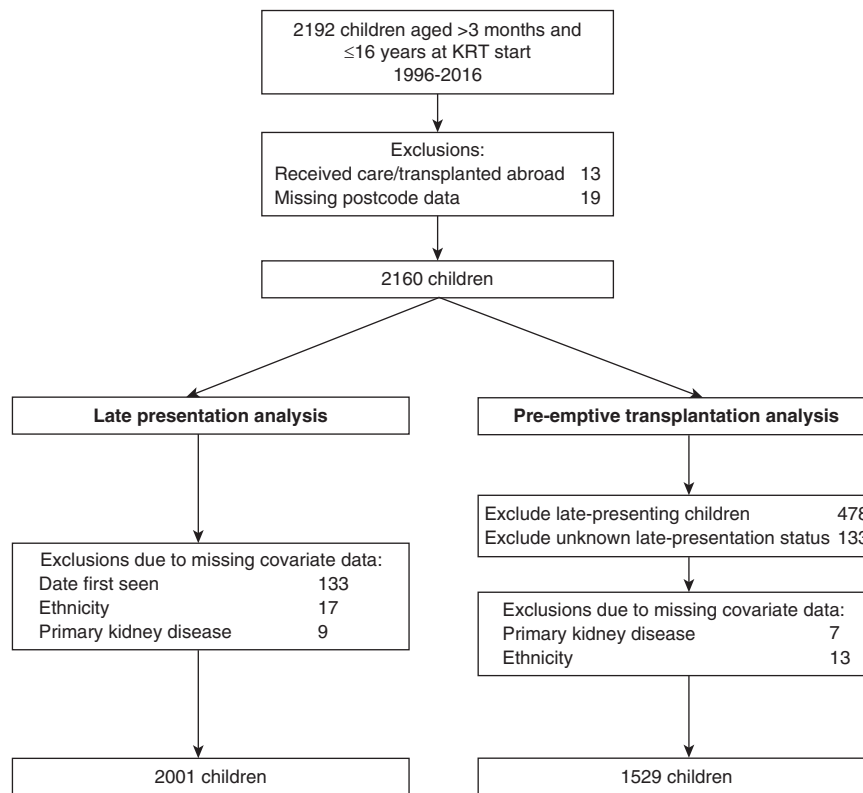 2192 children aged >3 months and
≤16 years at KRT start
1996-2016
Exclusions:
Received care/transplanted abroad 13
Missing postcode data 19
2160 children
Late presentation analysis
Exclusions due to missing covariate data:
Date first seen 133
Ethnicity 17
Primary kidney disease 9
2001 children
Pre-emptive transplantation analysis
Exclude late-presenting children 478
Exclude unknown late-presentation status 133
Exclusions due to missing covariate data:
Primary kidney disease 7
Ethnicity 13
1529 children